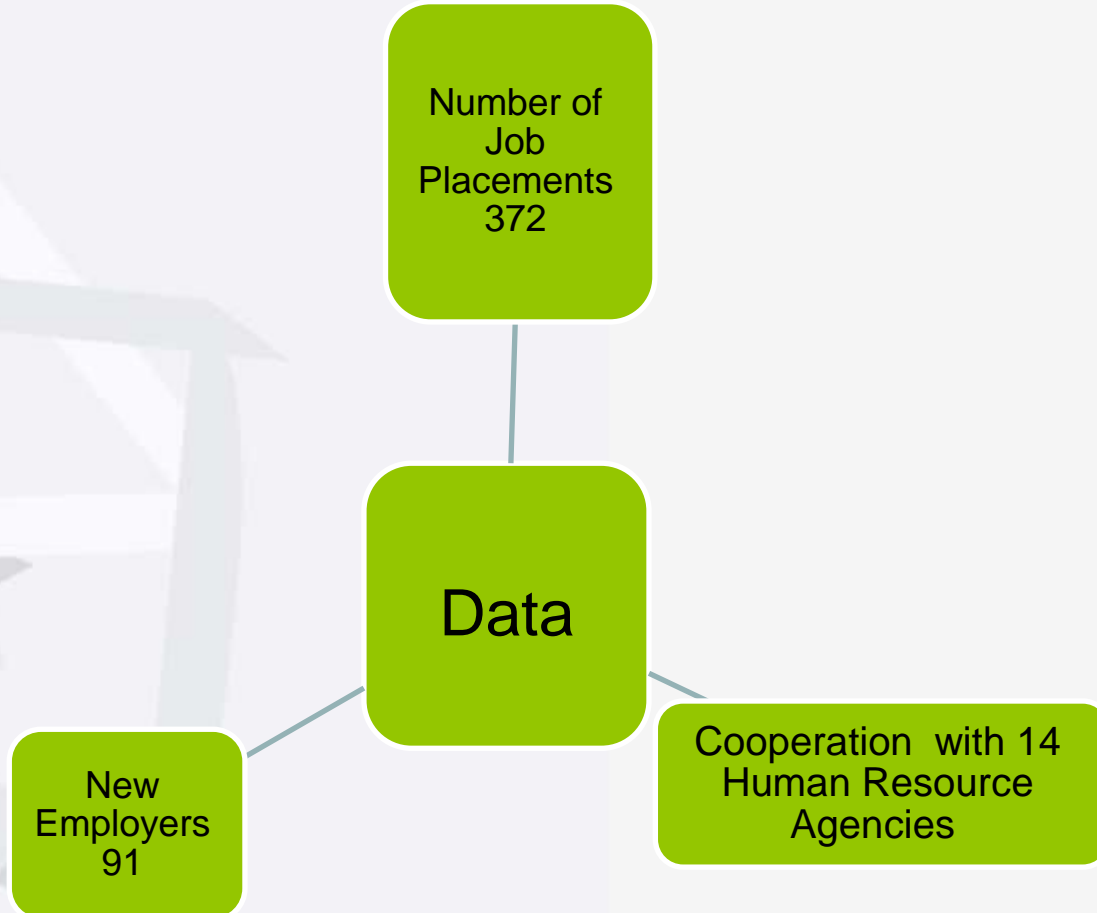 Number of
Job
Placements
372
Data
New
Employers
91
Cooperation  with 14
Human Resource
Agencies